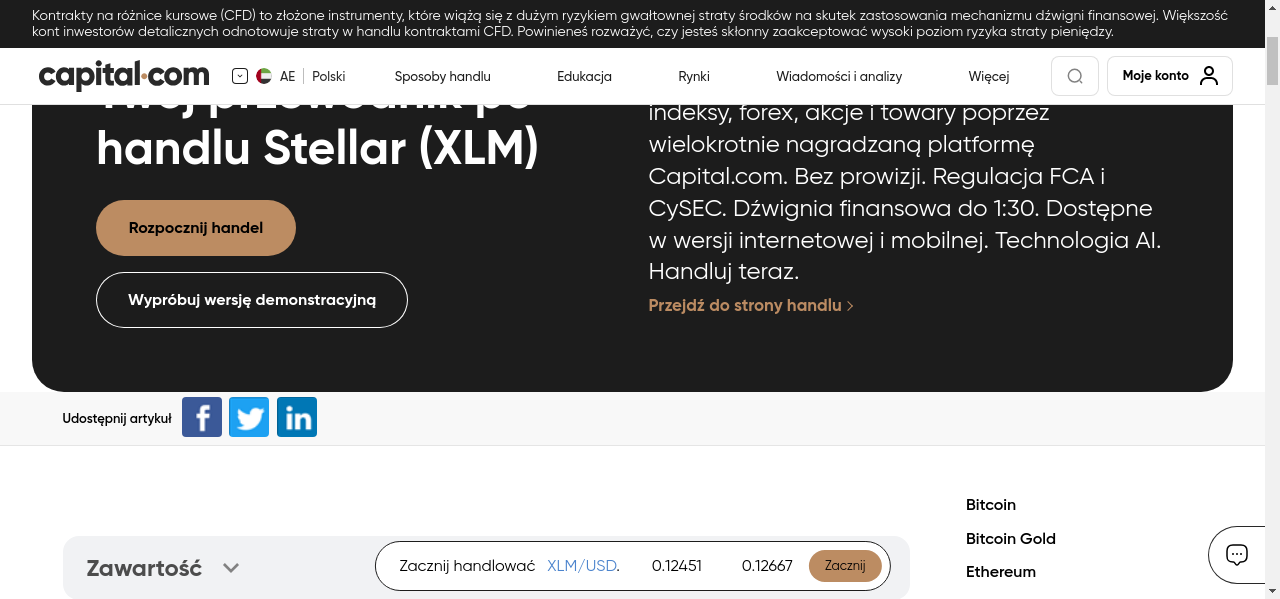 Kontrakty na różnice kursowe (CFD) to złożone instrumenty, które wiążą się z dużym ryzykiem gwałtownej straty środków na skutek zastosowania mechanizmu dźwigni finansowej. Większość
kont inwestorów detalicznych odnotowuje straty w handlu kontraktami CFD. Powinieneś rozważyć, czy jesteś skłonny zaakceptować wysoki poziom ryzyka straty pieniędzy.
capital.com
AE
Polski
Sposoby handlu
Edukacja
Rynki
Wiadomości i analizy
Więcej
Moje konto
Twój przewodnik po
handlu Stellar (XLM)
Rozpocznij handel
Wypróbuj wersję demonstracyjną
indeksy, forex, akcje i towary poprzez
wielokrotnie nagradzaną platformę
Capital.com. Bez prowizji. Regulacja FCA i
CySEC. Dźwignia finansowa do 1:30. Dostępne
w wersji internetowej i mobilnej. Technologia AI.
Handluj teraz.
Przejdź do strony handlu
Udostępnij artykuł
Zawartość
Zacznij handlować XLM/USD.
0.12451
0.12667
Zacznij
Bitcoin
Bitcoin Gold
Ethereum